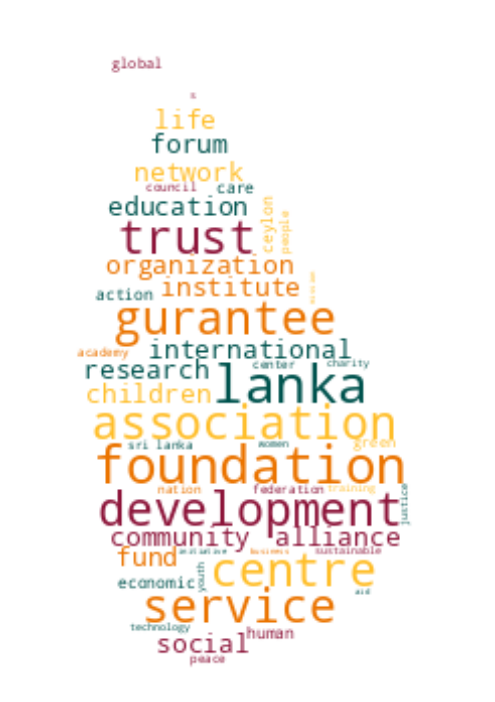 global
s
life
forum
network
council care
education
ceylon
people
trust
organization
institute
action
gurantee
international
academy
center charity
research
lanka
children
association
sri lanka women green
foundation
nation federation training
justice
development
community alliance
fund initiative business sustainable
centre
youth
economic
aid
service
technology
human
social
peace